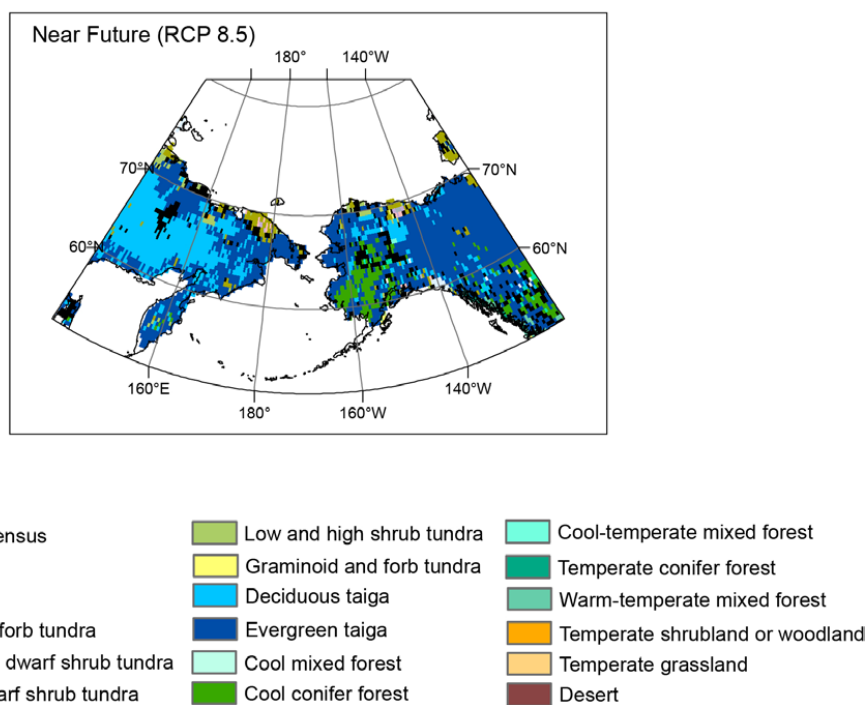 Near Future (RCP 8.5)
180° 140°W
70°N 70°N
60°N 60°N
160°E 140°W
180° 160°W
ensus
forb tundra
dwarf shrub tundra
arf shrub tundra
Low and high shrub tundra
Graminoid and forb tundra
Deciduous taiga
Evergreen taiga
Cool mixed forest
Cool conifer forest
Cool-temperate mixed forest
Temperate conifer forest
Warm-temperate mixed forest
Temperate shrubland or woodland
Temperate grassland
Desert